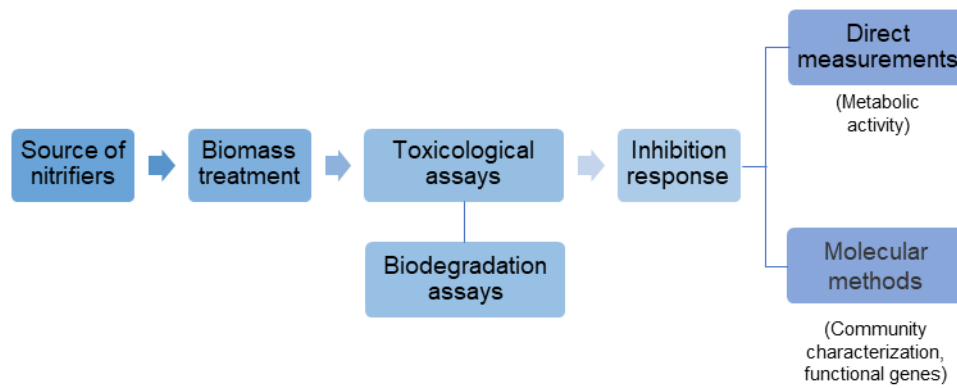 Source of
nitrifiers
Biomass
treatment
Toxicological
assays
Biodegradation
assays
Inhibition
response
Direct
measurements
(Metabolic
activity)
Molecular
methods
(Community
characterization,
functional genes)